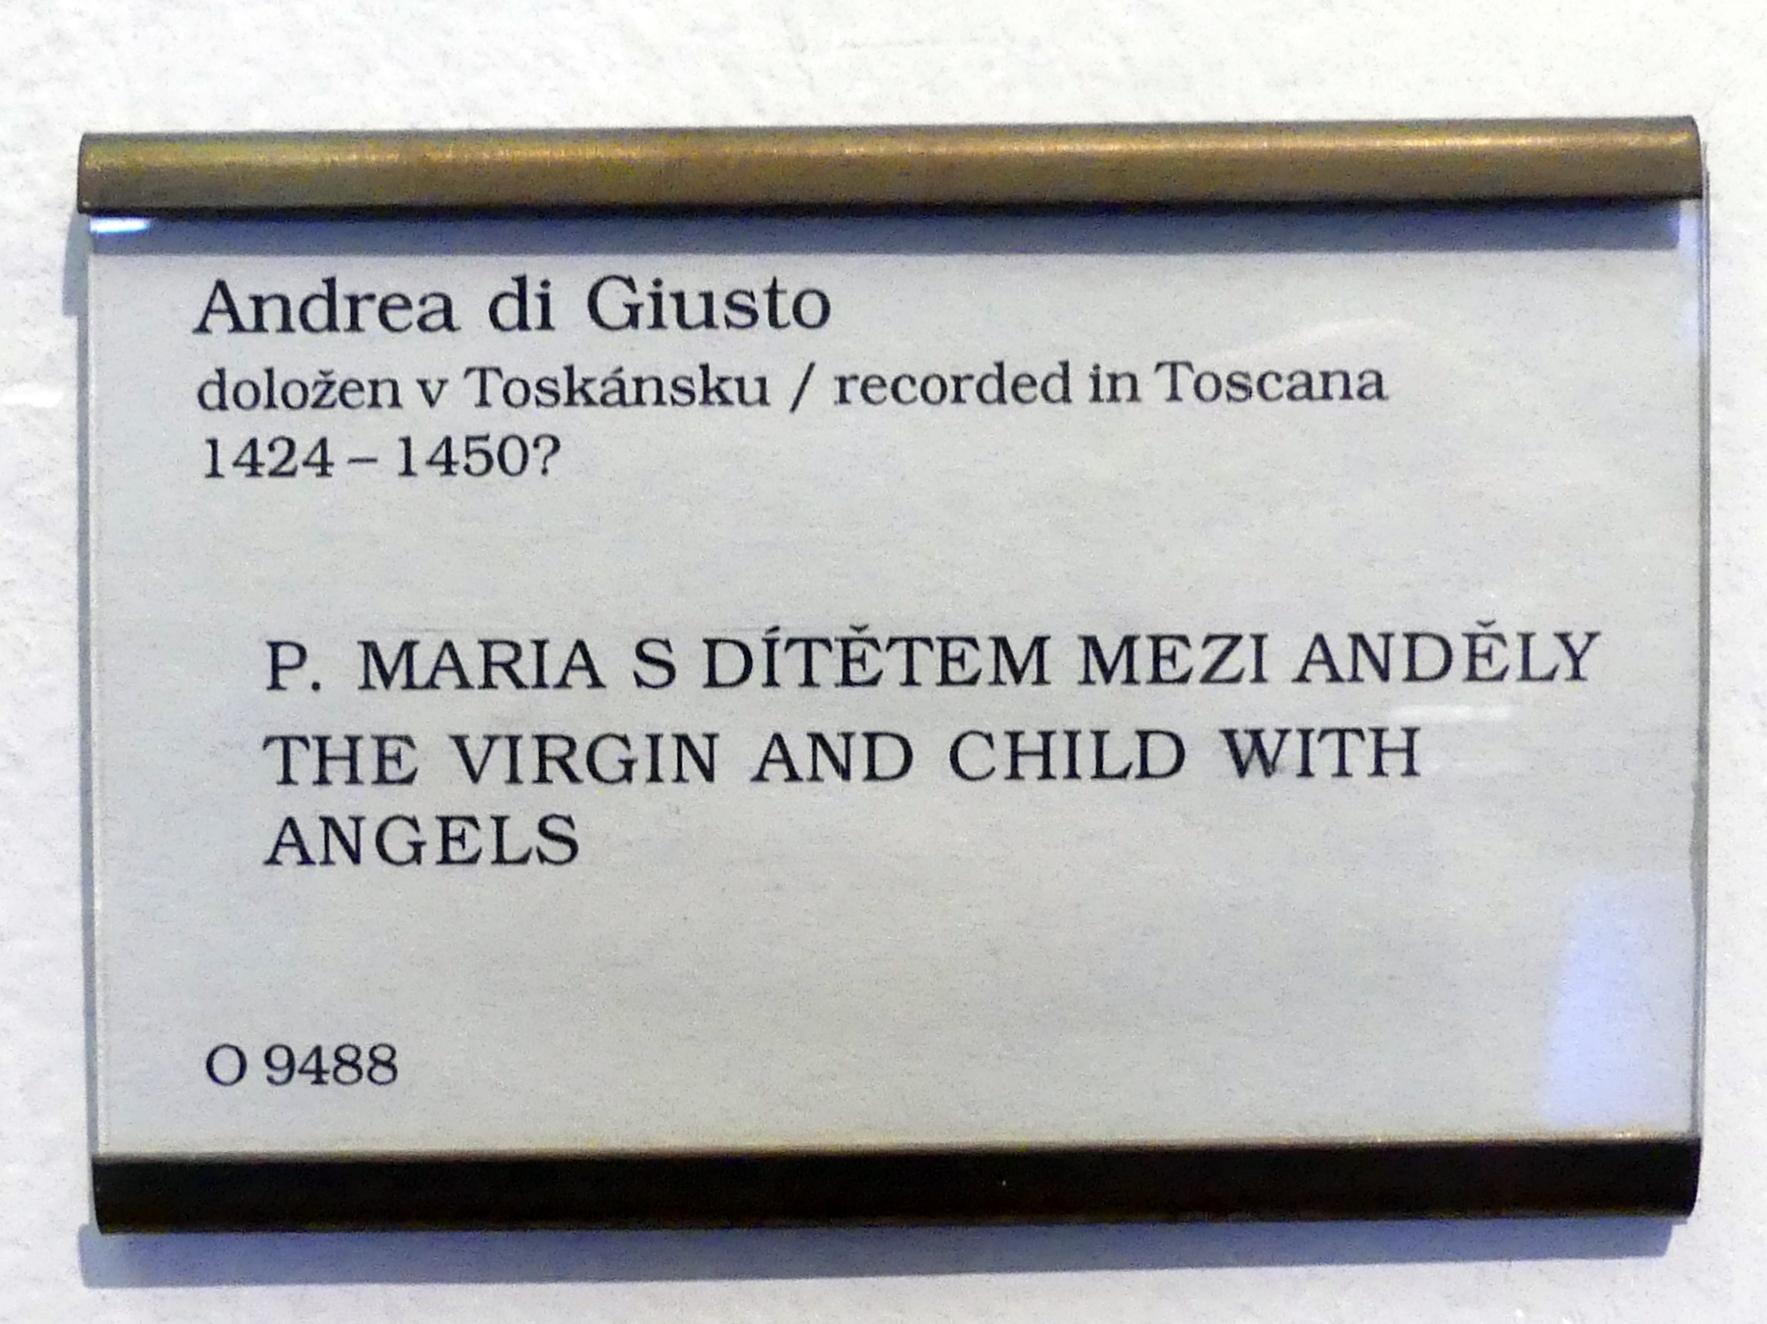 Andrea di Giusto
doložen v Toskánsku / recorded in Toscana
1424 – 1450?
P. MARIA S DÍTĚTEM MEZI ANDĚLY
THE VIRGIN AND CHILD WITH
ANGELS
O 9488